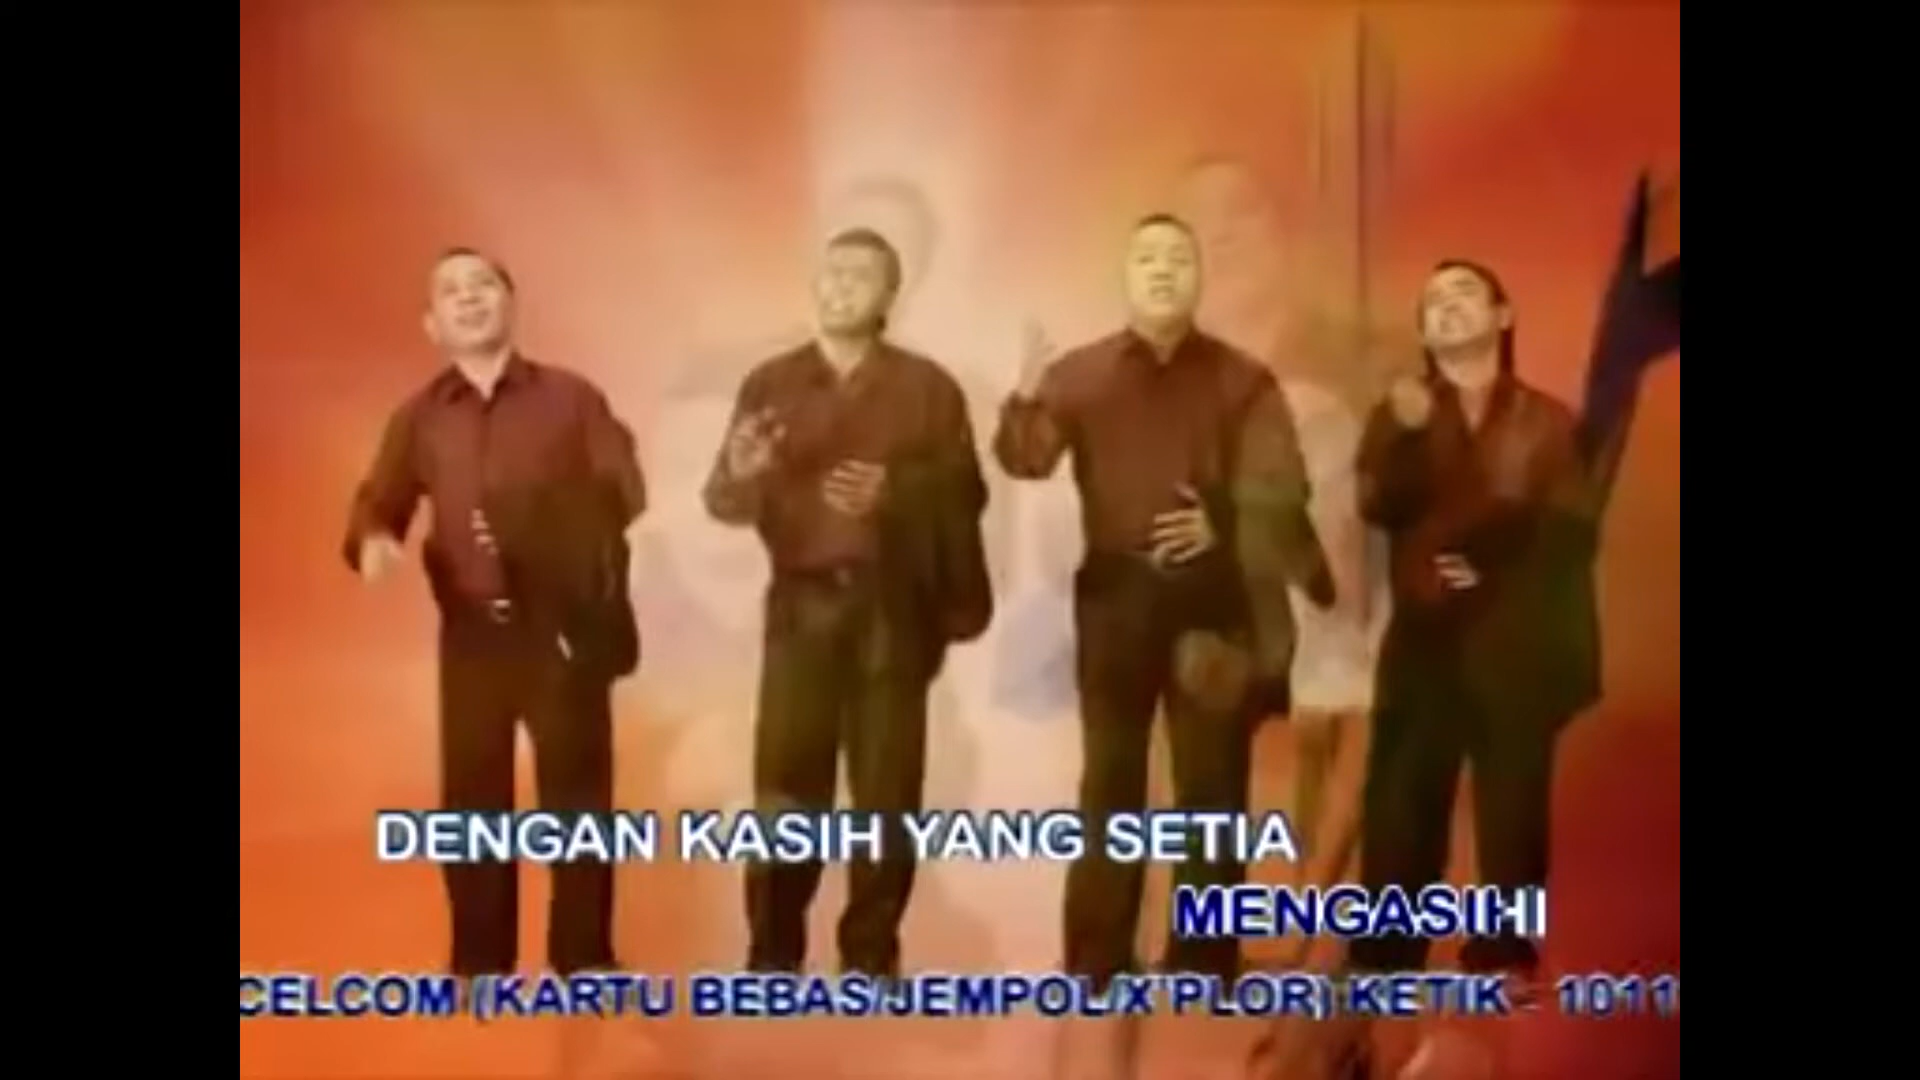 DENGAN KASIH YANG SETIA
MENGASIHI
CELCOM (KARTU BEBAS/JEMPOL/X'PLOR) KETIK - 1011